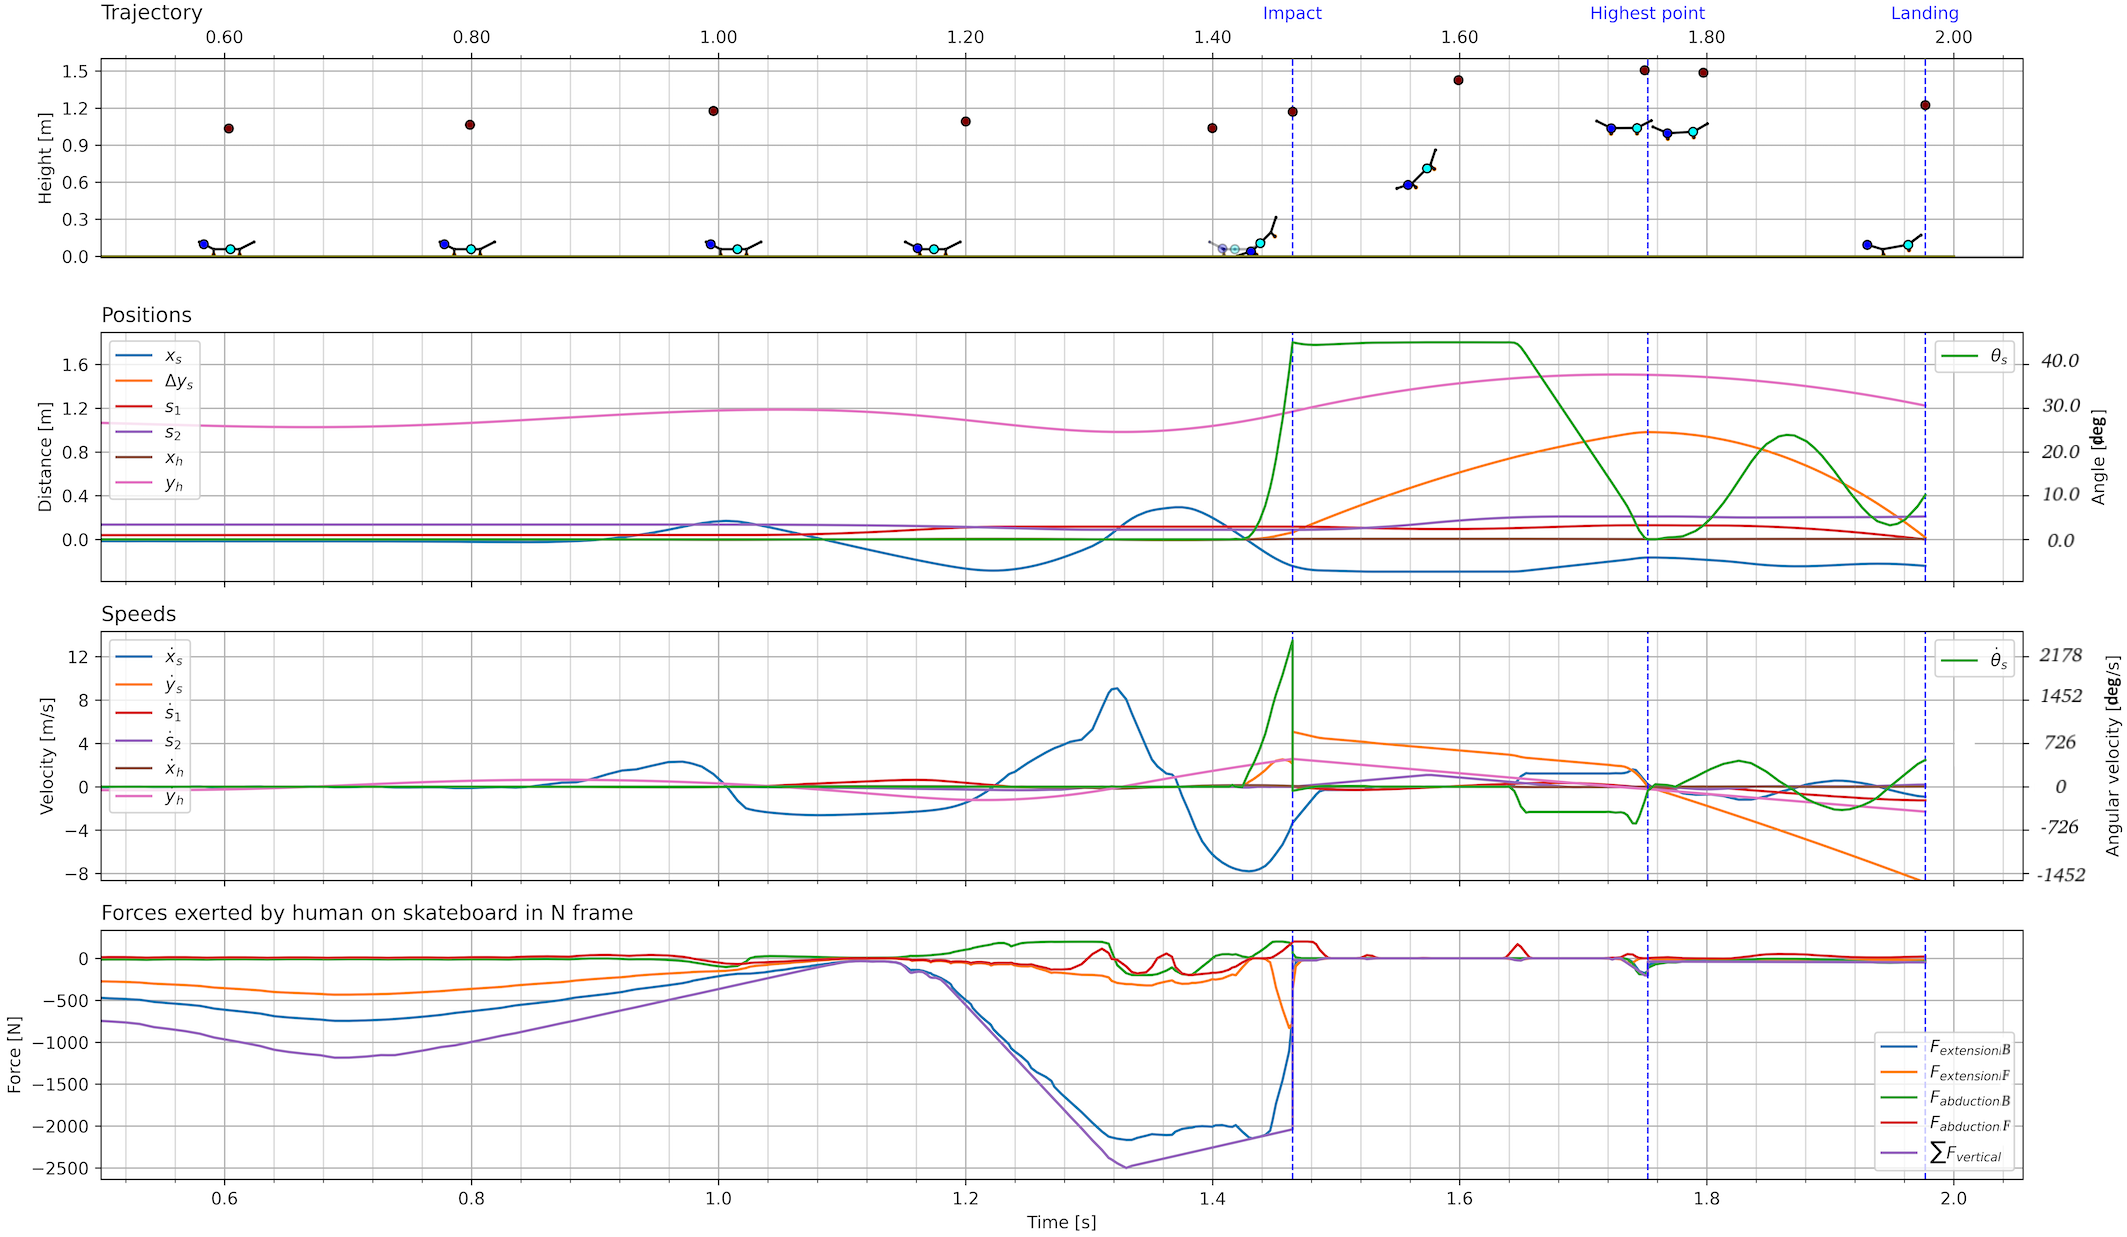 Trajectory
Impact
Highest point
Landing
0.60 0.80 1.00 1.20 1.40 1.60 1.80 2.00
Height [m]
1.5
1.2
0.9
0.6
0.3
0.0
Positions
Distance [m]
1.6
1.2
0.8
0.4
0.0
x_s
Δy_s
s_1
s_2
x_h
y_h
θ_s
40.0
30.0
20.0
10.0
0.0
Angle [deg]
Speeds
Velocity [m/s]
12
8
4
0
−4
−8
ẋ_s
ẏ_s
ṡ_1
ṡ_2
ẋ_h
y_h
θ̇_s
2178
1452
726
0
-726
-1452
Angular velocity [deg/s]
Forces exerted by human on skateboard in N frame
Force [N]
0
−500
−1000
−1500
−2000
−2500
F_extension|B
F_extension|F
F_abduction B
F_abduction F
∑F_vertical
0.6 0.8 1.0 1.2 1.4 1.6 1.8 2.0
Time [s]